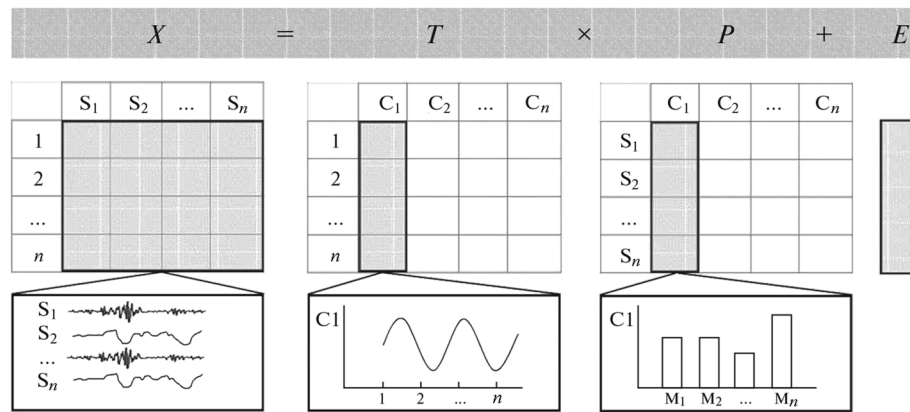 X = T × P + E
S₁ S₂ ... Sₙ
1
2
...
n
S₁
S₂
...
Sₙ
C₁ C₂ ... Cₙ
1
2
...
n
C1
1 2 ... n
C₁ C₂ ... Cₙ
S₁
S₂
...
Sₙ
C1
M₁ M₂ ... Mₙ